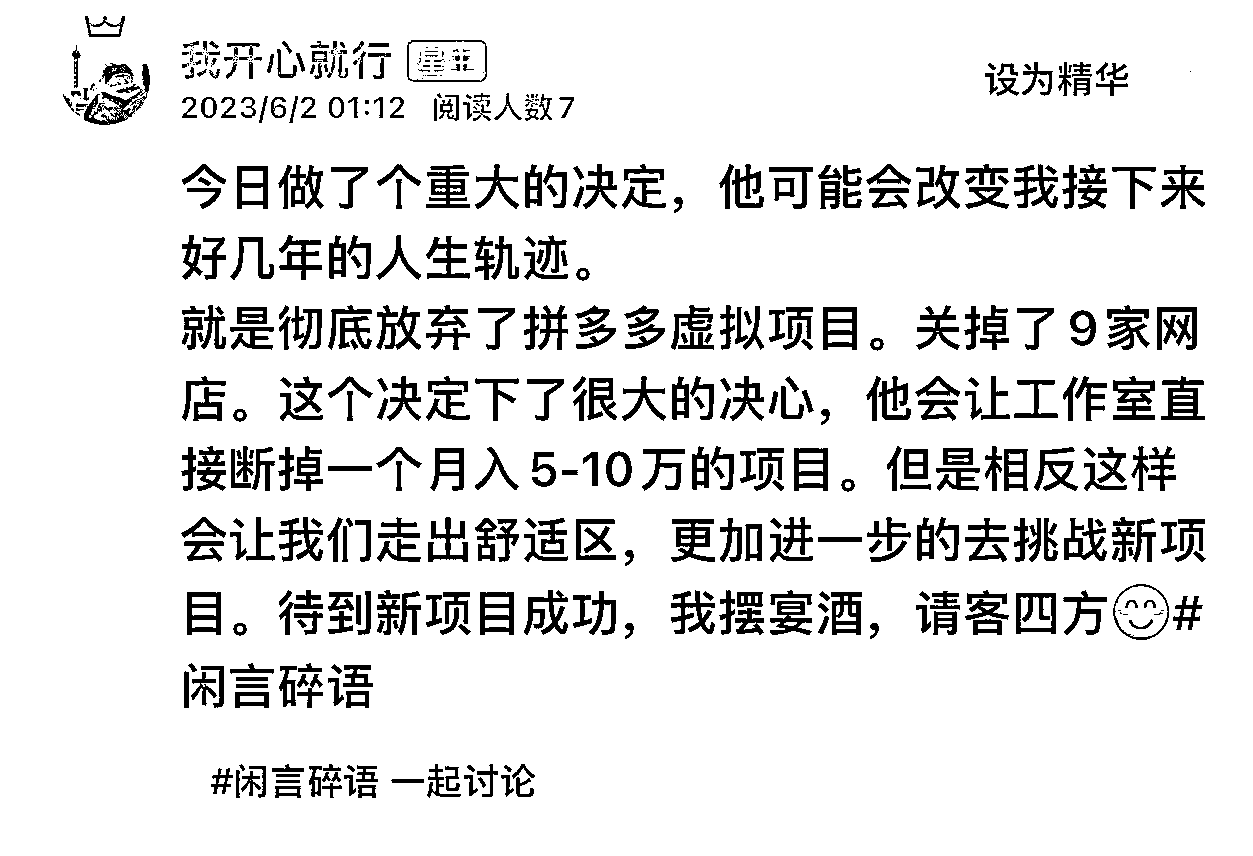 我开心就行 星主
设为精华
2023/6/2 01:12 阅读人数7
今日做了个重大的决定，他可能会改变我接下来
好几年的人生轨迹。
就是彻底放弃了拼多多虚拟项目。关掉了9家网
店。这个决定下了很大的决心，他会让工作室直
接断掉一个月入5-10万的项目。但是相反这样
会让我们走出舒适区，更加进一步的去挑战新项
目。待到新项目成功，我摆宴酒，请客四方😊#
闲言碎语
#闲言碎语 一起讨论